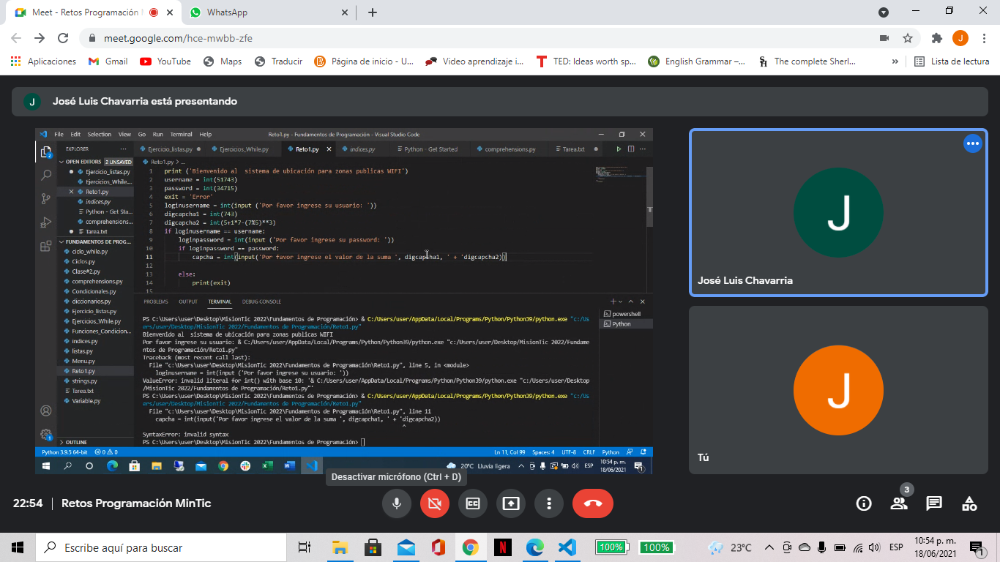 Meet - Retos Programación
WhatsApp
meet.google.com/hce-mwbb-zfe
J
Aplicaciones
Gmail
YouTube
Maps
Traducir
Página de inicio - U...
Video aprendizaje i...
TED: Ideas worth sp...
English Grammar –...
The complete Sherl...
»
Lista de lectura
J José Luis Chavarria está presentando
File Edit Selection View Go Run Terminal Help
Reto1.py - Fundamentos de Programación - Visual Studio Code
EXPLORER
Ejercicio_listas.py
Ejercicios_While.py
Reto1.py
indices.py
Python - Get Started
comprehensions.py
Tarea.txt
OPEN EDITORS 2 UNSAVED
Ejercicio_listas.py
Ejercicios_While....
Reto1.py
indices.py
Python - Get Sta...
comprehensions....
Tarea.txt
FUNDAMENTOS DE PROG...
ciclo_while.py
Ciclos.py
Clase#2.py
comprehensions.py
Condicionales.py
diccionarios.py
Ejercicio_listas.py
Ejercicios_While.py
Funciones_Condicion...
indices.py
listas.py
Menu.py
Reto1.py
strings.py
Tarea.txt
Variable.py
OUTLINE
Reto1.py > ...
1 print ('Bienvenido al  sistema de ubicación para zonas publicas WIFI')
2 username = int(51743)
3 password = int(34715)
4 exit = 'Error'
5 loginusername = int(input ('Por favor ingrese su usuario: '))
6 digcapcha1 = int(743)
7 digcapcha2 = int(5+1*7-(7%5)**3)
8 if loginusername == username:
9 loginpassword = int(input ('Por favor ingrese su password: '))
10 if loginpassword == password:
11 capcha = int(input('Por favor ingrese el valor de la suma ', digcapcha1, ' + 'digcapcha2))
12
13 else:
14 print(exit)
15
PROBLEMS OUTPUT TERMINAL DEBUG CONSOLE
powershell
Python
PS C:\Users\user\Desktop\MisionTic 2022\Fundamentos de Programación> & C:/Users/user/AppData/Local/Programs/Python/Python39/python.exe "c:/Us
ers/user/Desktop/MisionTic 2022/Fundamentos de Programación/Reto1.py"
Bienvenido al  sistema de ubicación para zonas publicas WIFI
Por favor ingrese su usuario: & C:/Users/user/AppData/Local/Programs/Python/Python39/python.exe "c:/Users/user/Desktop/MisionTic 2022/Fundame
ntos de Programación/Reto1.py"
Traceback (most recent call last):
File "c:\Users\user\Desktop\MisionTic 2022\Fundamentos de Programación\Reto1.py", line 5, in <module>
loginusername = int(input ('Por favor ingrese su usuario: '))
ValueError: invalid literal for int() with base 10: '& C:/Users/user/AppData/Local/Programs/Python/Python39/python.exe "c:/Users/user/Desktop
/MisionTic 2022/Fundamentos de Programación/Reto1.py"'
PS C:\Users\user\Desktop\MisionTic 2022\Fundamentos de Programación> & C:/Users/user/AppData/Local/Programs/Python/Python39/python.exe "c:/Us
ers/user/Desktop/MisionTic 2022/Fundamentos de Programación/Reto1.py"
File "c:\Users\user\Desktop\MisionTic 2022\Fundamentos de Programación\Reto1.py", line 11
capcha = int(input('Por favor ingrese el valor de la suma ', digcapcha1, ' + 'digcapcha2))
^
SyntaxError: invalid syntax
PS C:\Users\user\Desktop\MisionTic 2022\Fundamentos de Programación>
Python 3.9.5 64-bit 0 0
Ln 11, Col 99 Spaces: 4 UTF-8 CRLF Python
20°C Lluvia ligera ESP 10:54 p. m. 18/06/2021 1
Desactivar micrófono (Ctrl + D)
J
José Luis Chavarria
J
Tú
22:54 | Retos Programación MinTic
3
Escribe aquí para buscar
100%
100%
23°C
ESP
10:54 p. m.
18/06/2021
1